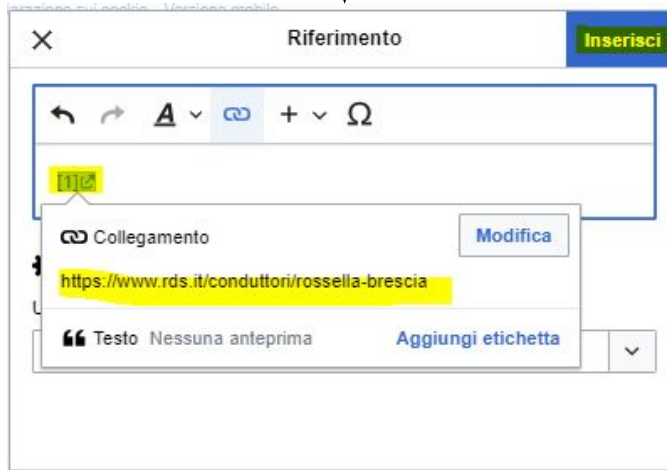 Riferimento
Inserisci
A
Ω
[1]
Collegamento
Modifica
https://www.rds.it/conduttori/rossella-brescia
U
Testo Nessuna anteprima
Aggiungi etichetta